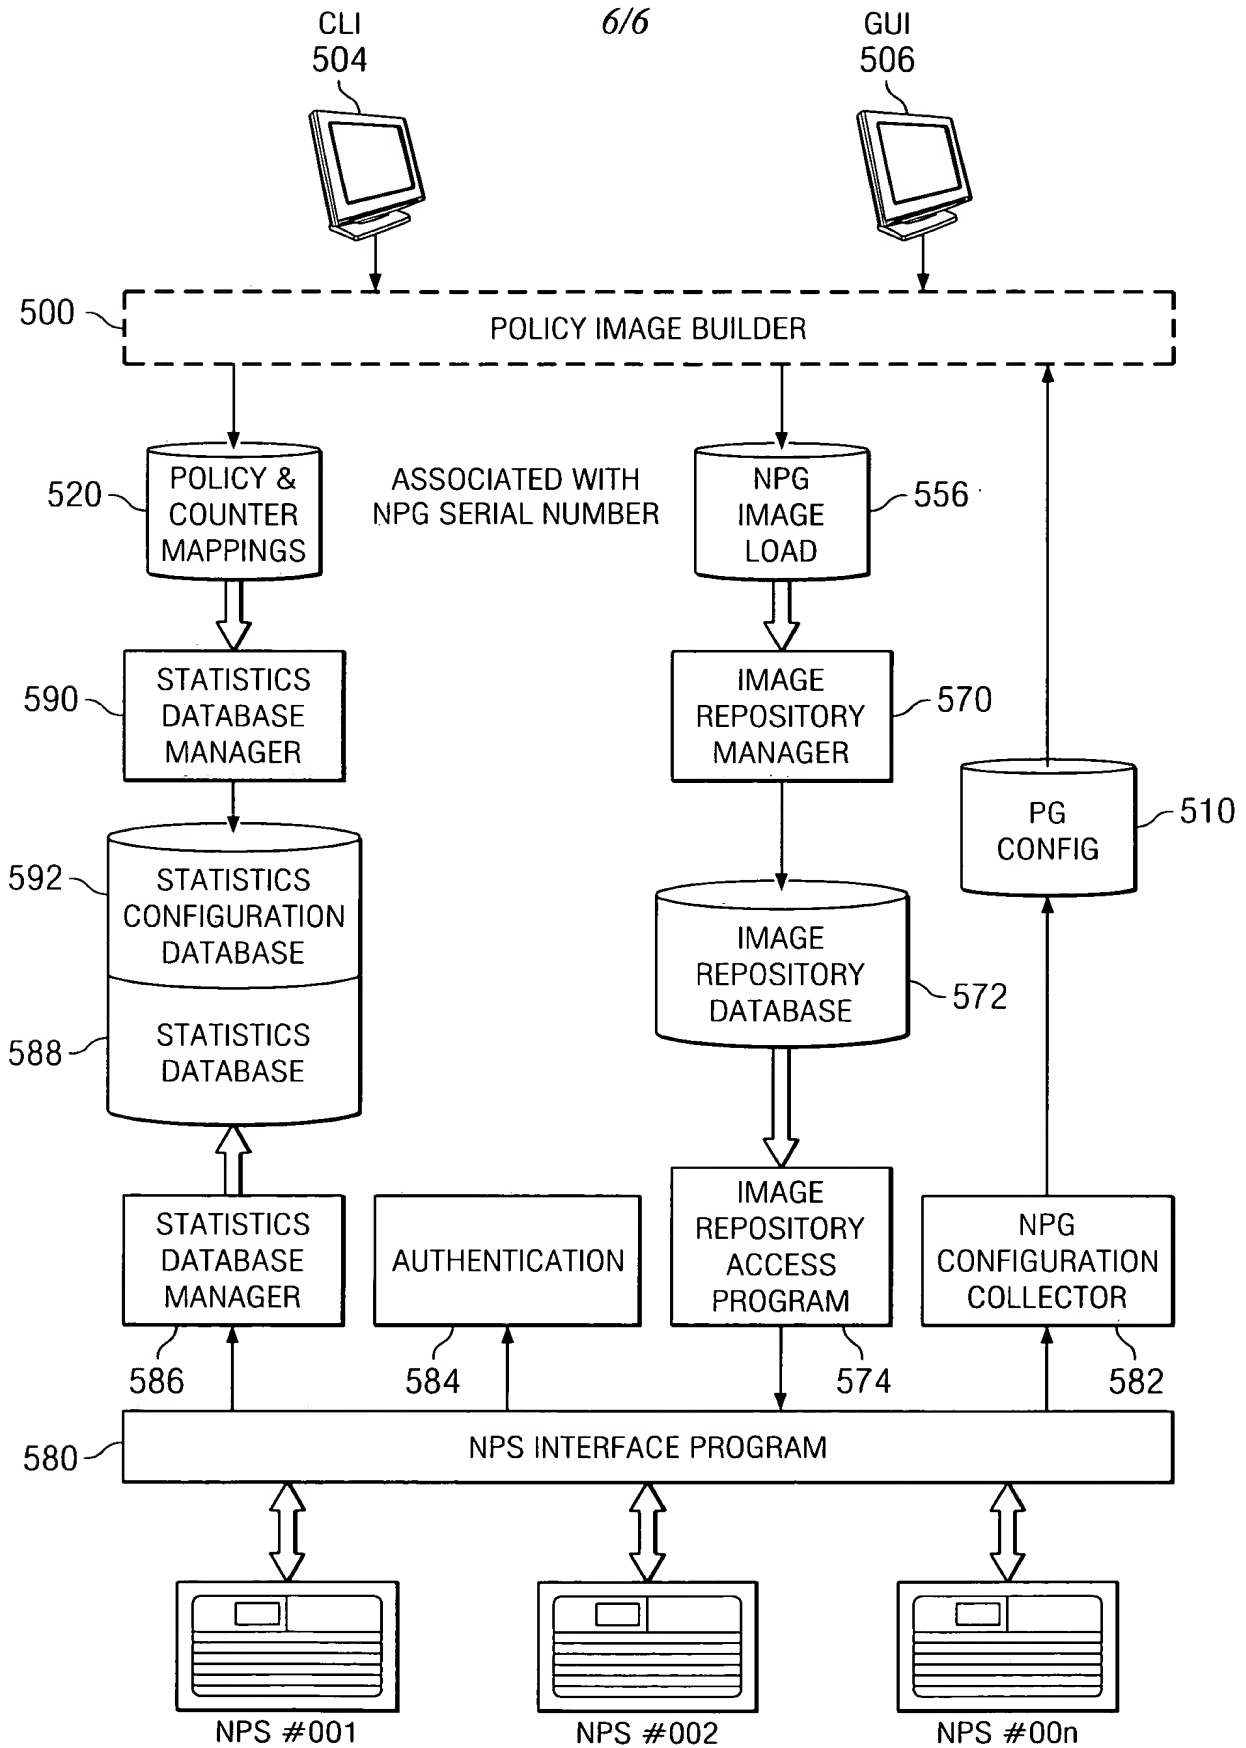 CLI
504
6/6
GUI
506
500
POLICY IMAGE BUILDER
520
POLICY &
COUNTER
MAPPINGS
ASSOCIATED WITH
NPG SERIAL NUMBER
NPG
IMAGE
LOAD
556
590
STATISTICS
DATABASE
MANAGER
IMAGE
REPOSITORY
MANAGER
570
PG
CONFIG
510
592
STATISTICS
CONFIGURATION
DATABASE
IMAGE
REPOSITORY
DATABASE
572
588
STATISTICS
DATABASE
STATISTICS
DATABASE
MANAGER
586
AUTHENTICATION
584
IMAGE
REPOSITORY
ACCESS
PROGRAM
574
NPG
CONFIGURATION
COLLECTOR
582
580
NPS INTERFACE PROGRAM
NPS #001
NPS #002
NPS #00n